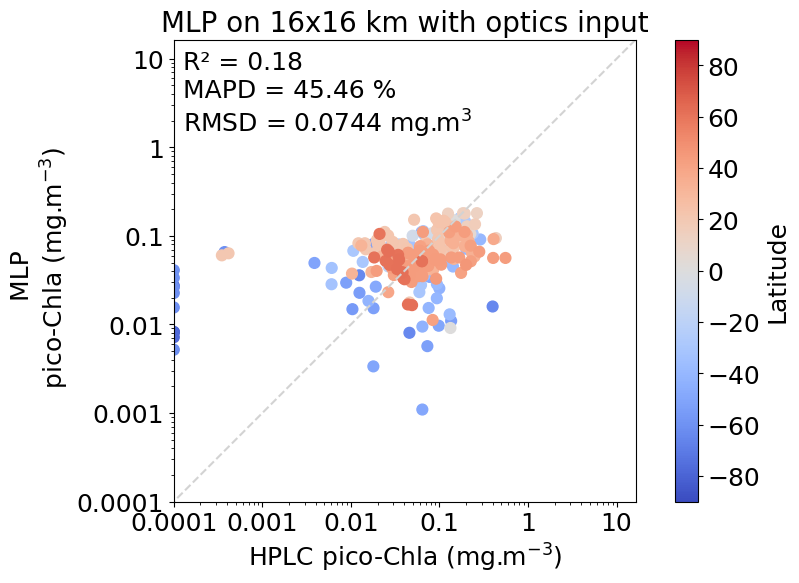 MLP on 16x16 km with optics input
R² = 0.18
MAPD = 45.46 %
RMSD = 0.0744 mg.m³
10
1
0.1
0.01
0.001
0.0001
MLP
pico-Chla (mg.m⁻³)
0.0001 0.001 0.01 0.1 1 10
HPLC pico-Chla (mg.m⁻³)
80
60
40
20
0
−20
−40
−60
−80
Latitude